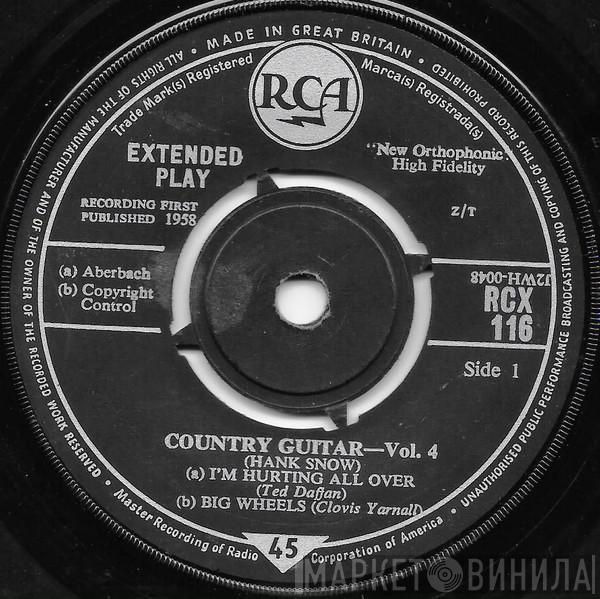 MADE IN GREAT BRITAIN •
ALL RIGHTS OF THE MANUFACTURER AND OF THE OWNER OF THE RECORDED WORK RESERVED
UNAUTHORISED PUBLIC PERFORMANCE BROADCASTING AND COPYING OF THIS RECORD PROHIBITED
Trade Mark(s) Registered
Marca(s) Registrada(s)
RCA
EXTENDED
PLAY
"New Orthophonic"
High Fidelity
RECORDING FIRST
PUBLISHED 1958
Z/T
(a) Aberbach
(b) Copyright
Control
J2WH-0048
RCX
116
Side 1
COUNTRY GUITAR—Vol. 4
(HANK SNOW)
(a) I'M HURTING ALL OVER
(Ted Daffan)
(b) BIG WHEELS (Clovis Yarnall)
Master Recording of Radio Corporation of America •
45
МАРКЕТ ВИНИЛА